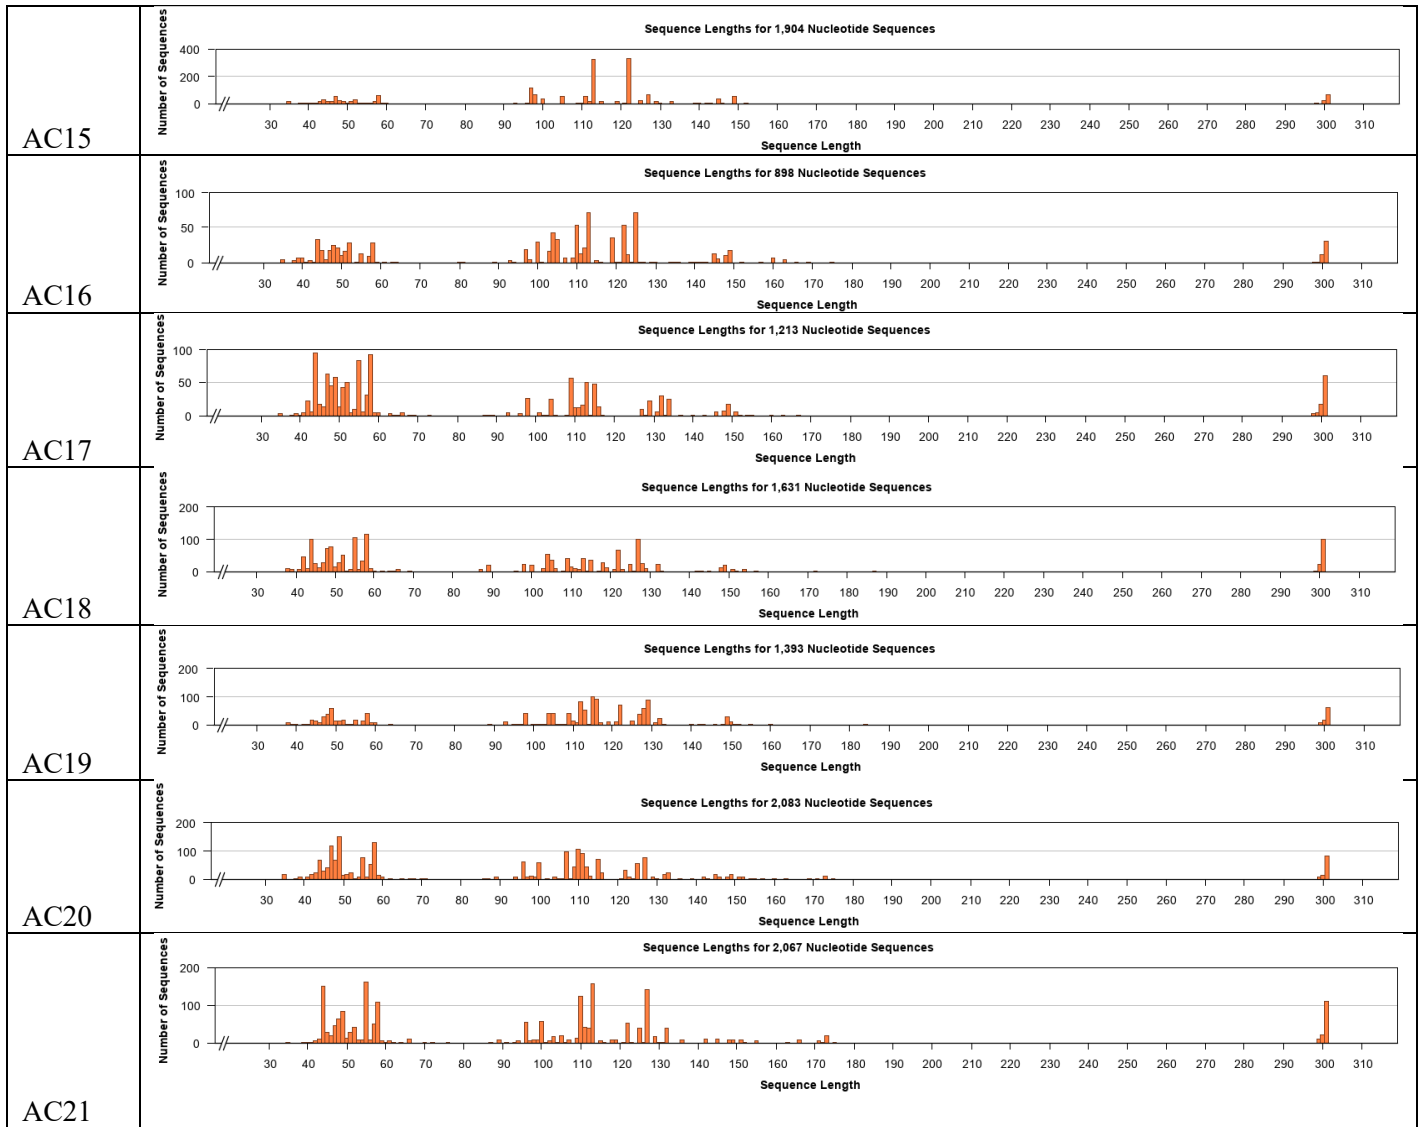 Sequence Lengths for 1,904 Nucleotide Sequences
Number of Sequences
400
200
0
30 40 50 60 70 80 90 100 110 120 130 140 150 160 170 180 190 200 210 220 230 240 250 260 270 280 290 300 310
Sequence Length
AC15
Sequence Lengths for 898 Nucleotide Sequences
Number of Sequences
100
50
0
30 40 50 60 70 80 90 100 110 120 130 140 150 160 170 180 190 200 210 220 230 240 250 260 270 280 290 300 310
Sequence Length
AC16
Sequence Lengths for 1,213 Nucleotide Sequences
Number of Sequences
100
50
0
30 40 50 60 70 80 90 100 110 120 130 140 150 160 170 180 190 200 210 220 230 240 250 260 270 280 290 300 310
Sequence Length
AC17
Sequence Lengths for 1,631 Nucleotide Sequences
Number of Sequences
200
100
0
30 40 50 60 70 80 90 100 110 120 130 140 150 160 170 180 190 200 210 220 230 240 250 260 270 280 290 300 310
Sequence Length
AC18
Sequence Lengths for 1,393 Nucleotide Sequences
Number of Sequences
200
100
0
30 40 50 60 70 80 90 100 110 120 130 140 150 160 170 180 190 200 210 220 230 240 250 260 270 280 290 300 310
Sequence Length
AC19
Sequence Lengths for 2,083 Nucleotide Sequences
Number of Sequences
200
100
0
30 40 50 60 70 80 90 100 110 120 130 140 150 160 170 180 190 200 210 220 230 240 250 260 270 280 290 300 310
Sequence Length
AC20
Sequence Lengths for 2,067 Nucleotide Sequences
Number of Sequences
200
100
0
30 40 50 60 70 80 90 100 110 120 130 140 150 160 170 180 190 200 210 220 230 240 250 260 270 280 290 300 310
Sequence Length
AC21